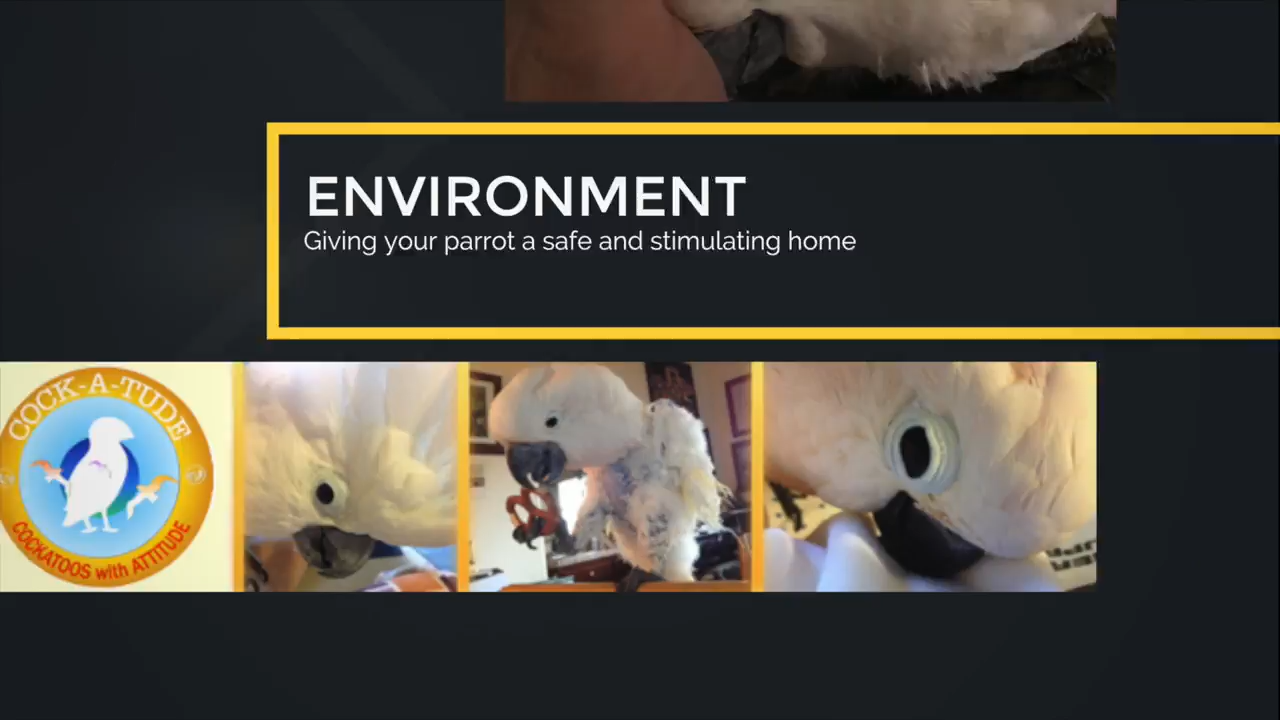 ENVIRONMENT
Giving your parrot a safe and stimulating home
COCK-A-TUDE
COCKATOOS with ATTITUDE